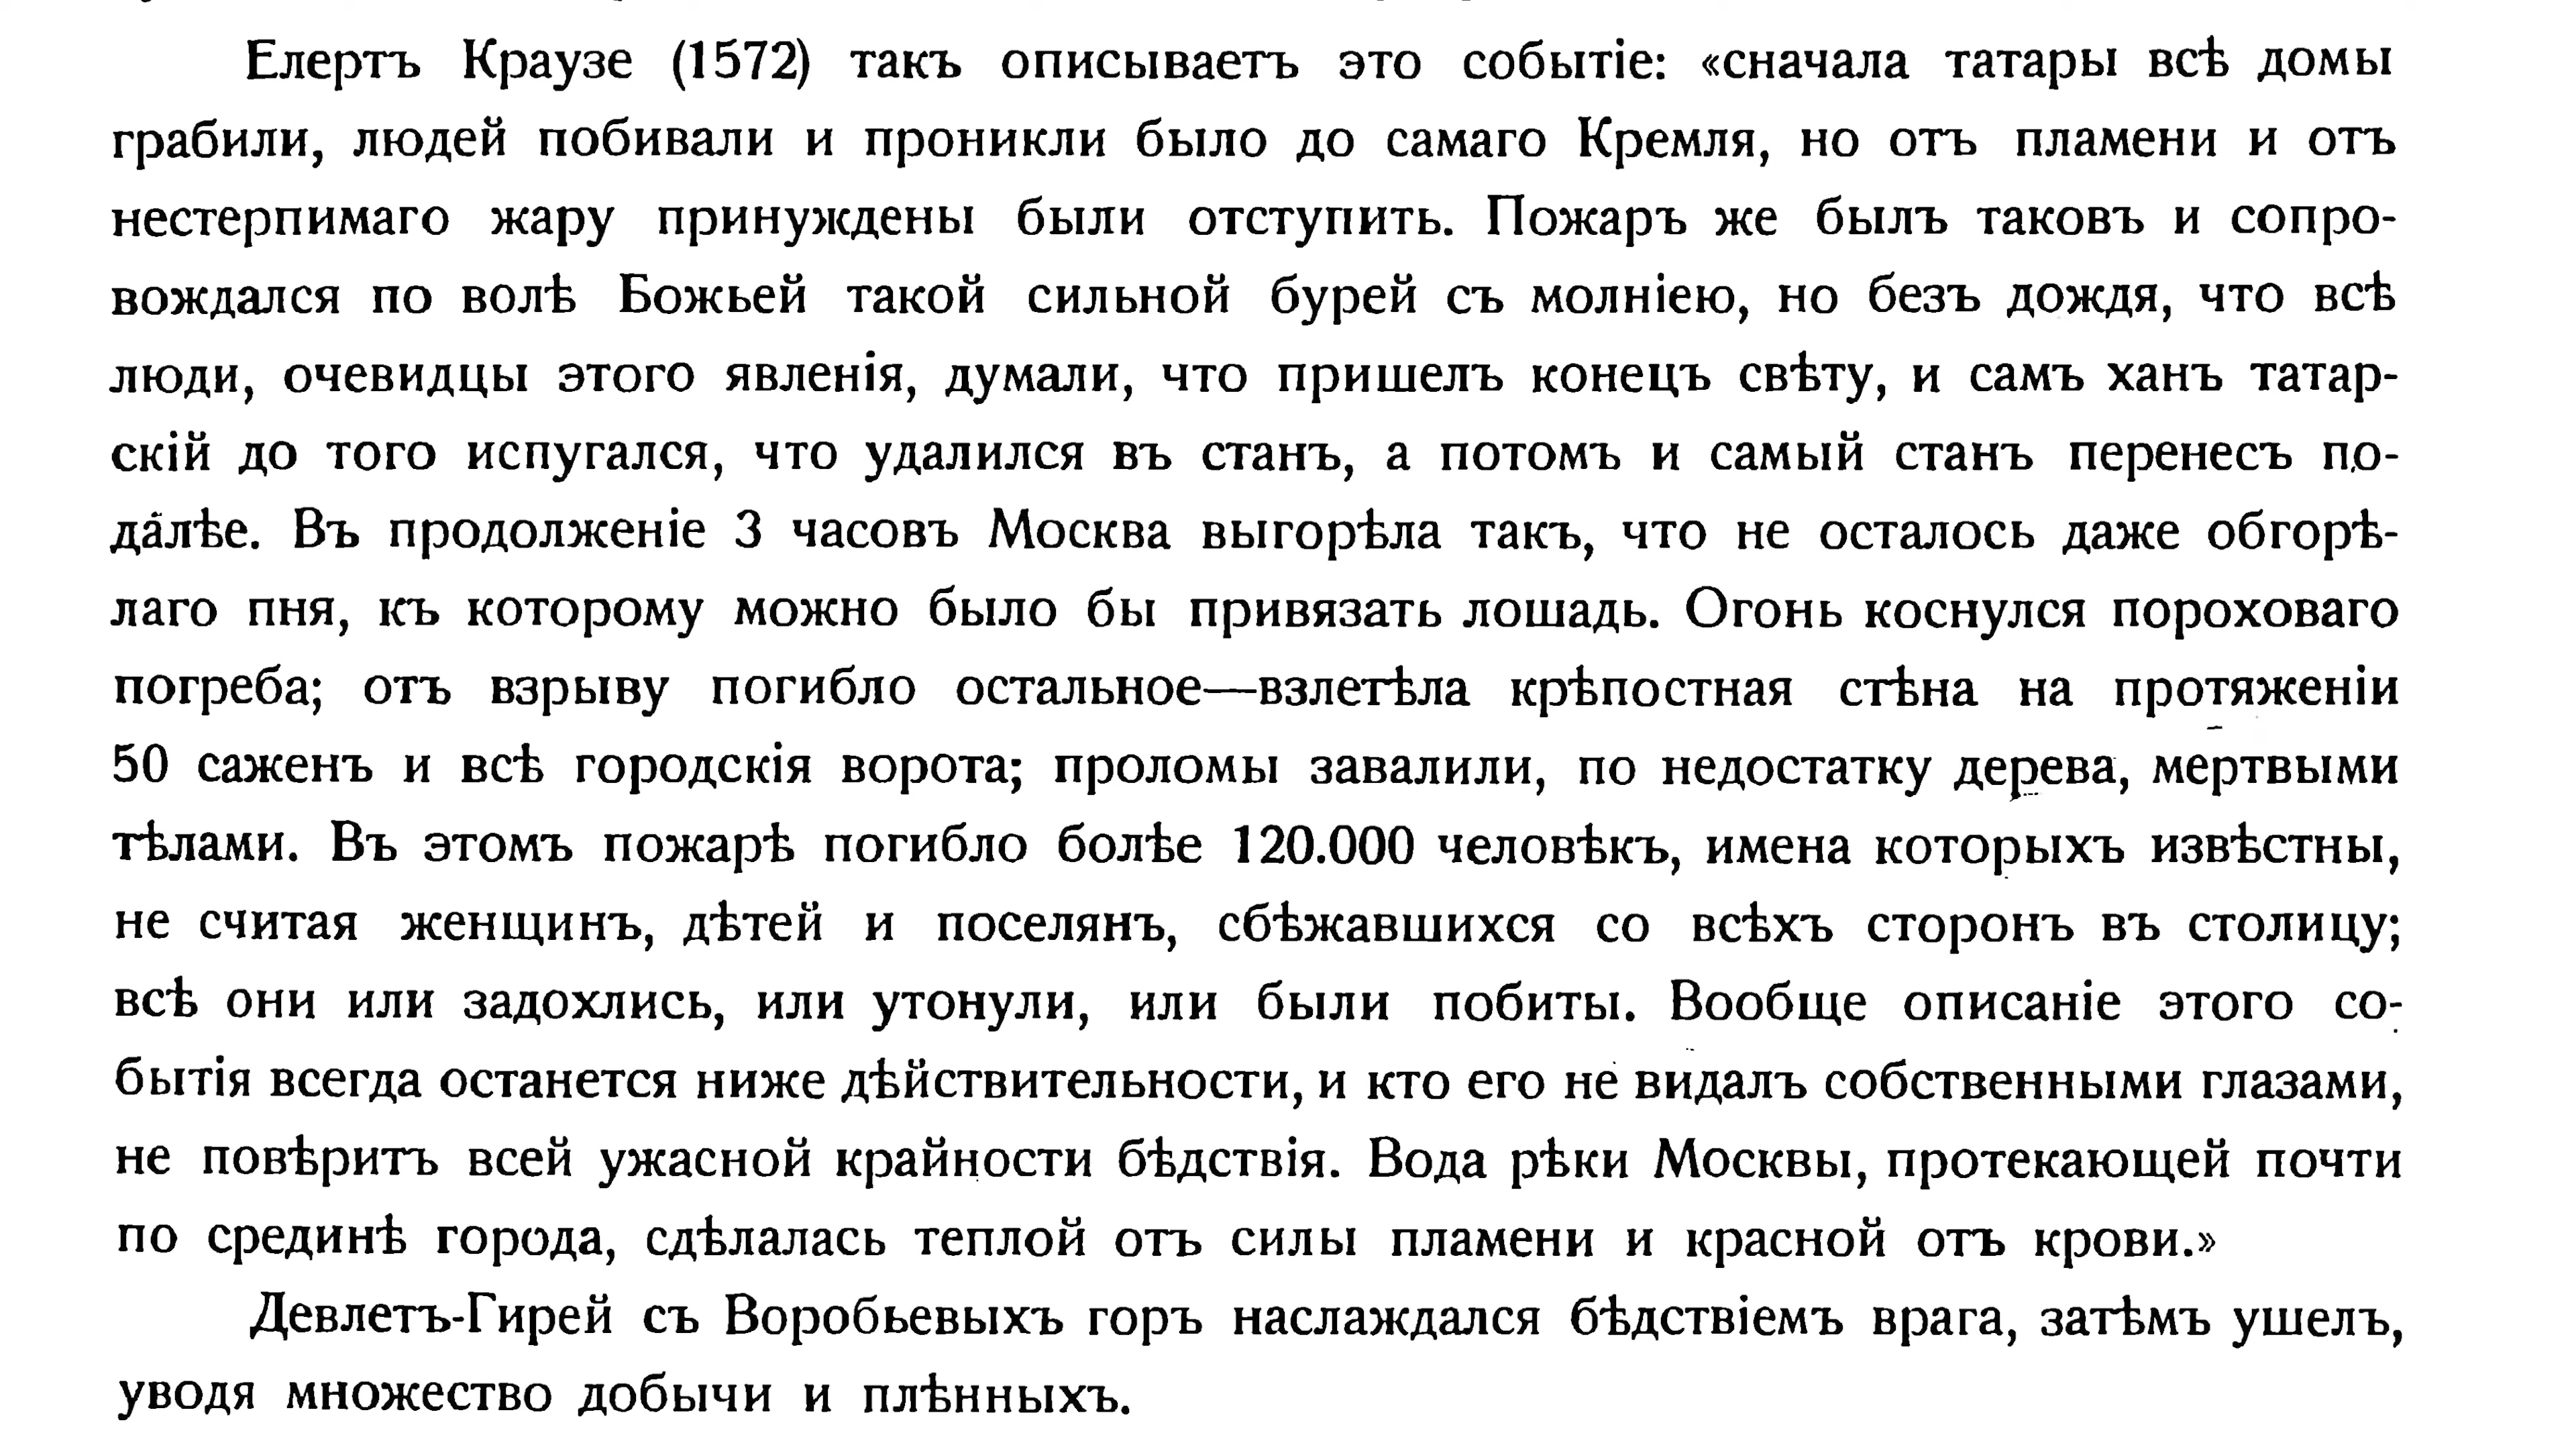 Елертъ Краузе (1572) такъ описываетъ это событіе: «сначала татары всѣ домы
грабили, людей побивали и проникли было до самаго Кремля, но отъ пламени и отъ
нестерпимаго жару принуждены были отступить. Пожаръ же былъ таковъ и сопро-
вождался по волѣ Божьей такой сильной бурей съ молніею, но безъ дождя, что всѣ
люди, очевидцы этого явленія, думали, что пришелъ конецъ свѣту, и самъ ханъ татар-
скій до того испугался, что удалился въ станъ, а потомъ и самый станъ перенесъ по-
далѣе. Въ продолженіе 3 часовъ Москва выгорѣла такъ, что не осталось даже обгорѣ-
лаго пня, къ которому можно было бы привязать лошадь. Огонь коснулся пороховаго
погреба; отъ взрыву погибло остальное—взлетѣла крѣпостная стѣна на протяженіи
50 саженъ и всѣ городскія ворота; проломы завалили, по недостатку дерева, мертвыми
тѣлами. Въ этомъ пожарѣ погибло болѣе 120.000 человѣкъ, имена которыхъ извѣстны,
не считая женщинъ, дѣтей и поселянъ, сбѣжавшихся со всѣхъ сторонъ въ столицу;
всѣ они или задохлись, или утонули, или были побиты. Вообще описаніе этого со-
бытія всегда останется ниже дѣйствительности, и кто его не видалъ собственными глазами,
не повѣритъ всей ужасной крайности бѣдствія. Вода рѣки Москвы, протекающей почти
по срединѣ города, сдѣлалась теплой отъ силы пламени и красной отъ крови.»
Девлетъ-Гирей съ Воробьевыхъ горъ наслаждался бѣдствіемъ врага, затѣмъ ушелъ,
уводя множество добычи и плѣнныхъ.